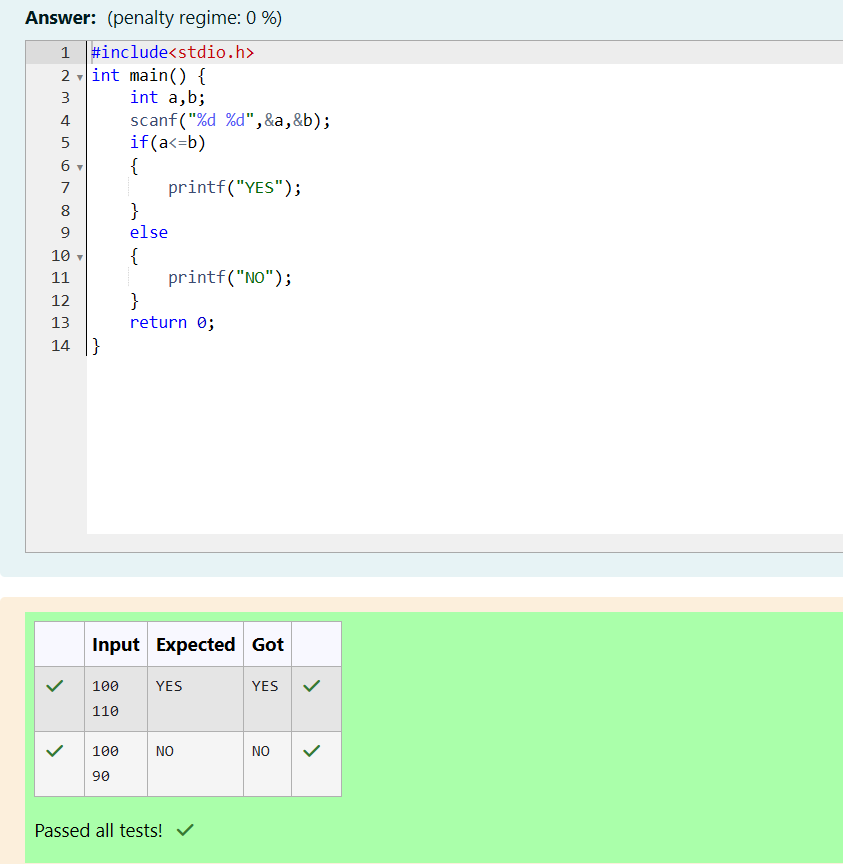 Answer: (penalty regime: 0 %)
1 #include<stdio.h>
2 int main() {
3     int a,b;
4     scanf("%d %d",&a,&b);
5     if(a<=b)
6     {
7         printf("YES");
8     }
9     else
10     {
11         printf("NO");
12     }
13     return 0;
14 }
Input Expected Got
100 YES YES
110
100 NO NO
90
Passed all tests!